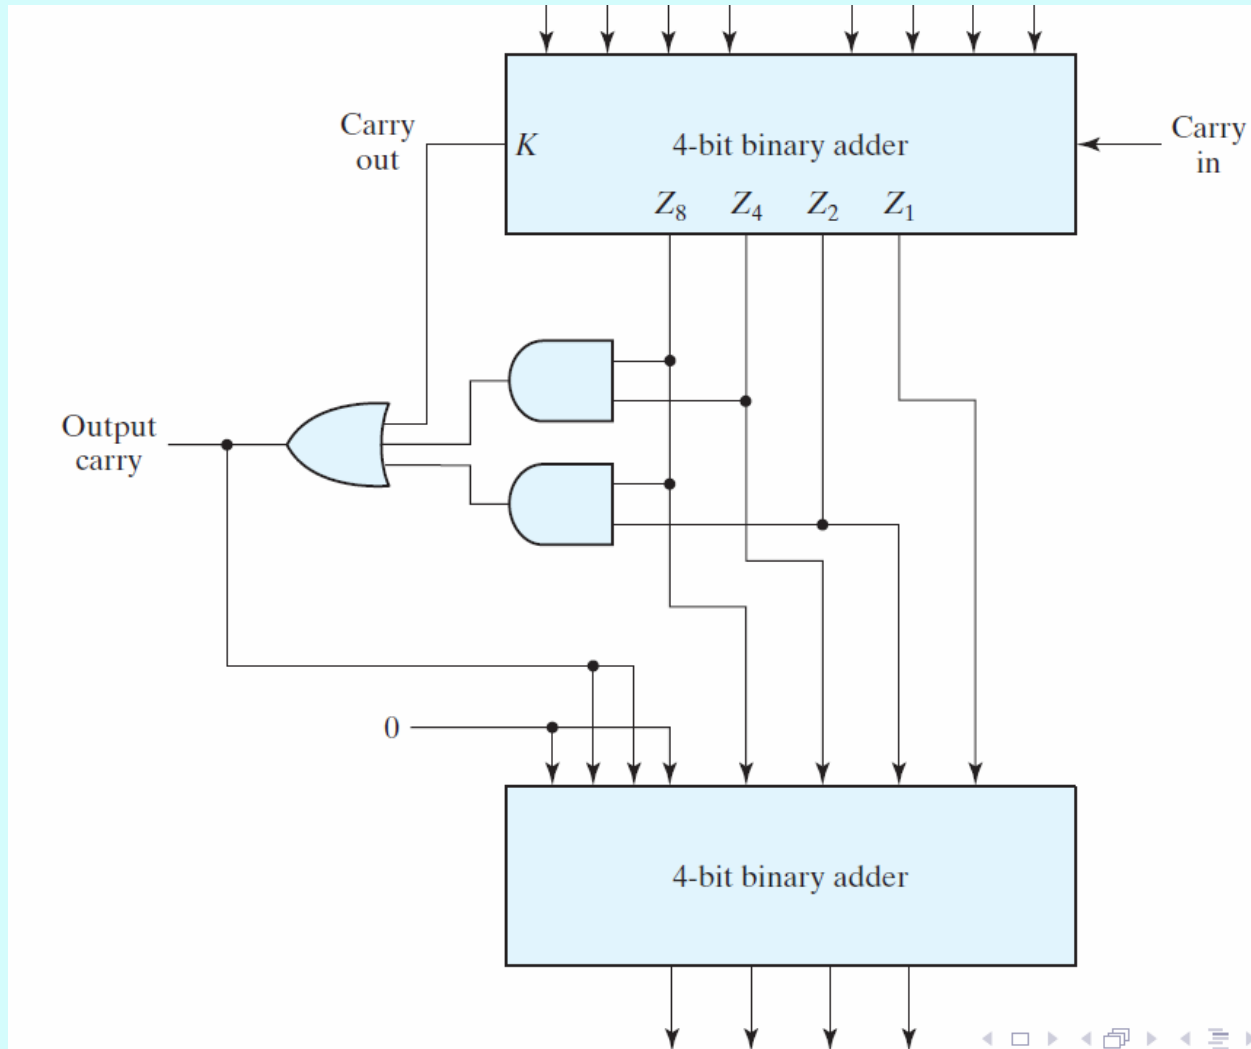 Carry
out
K
4-bit binary adder
Carry
in
Z8 Z4 Z2 Z1
Output
carry
0
4-bit binary adder